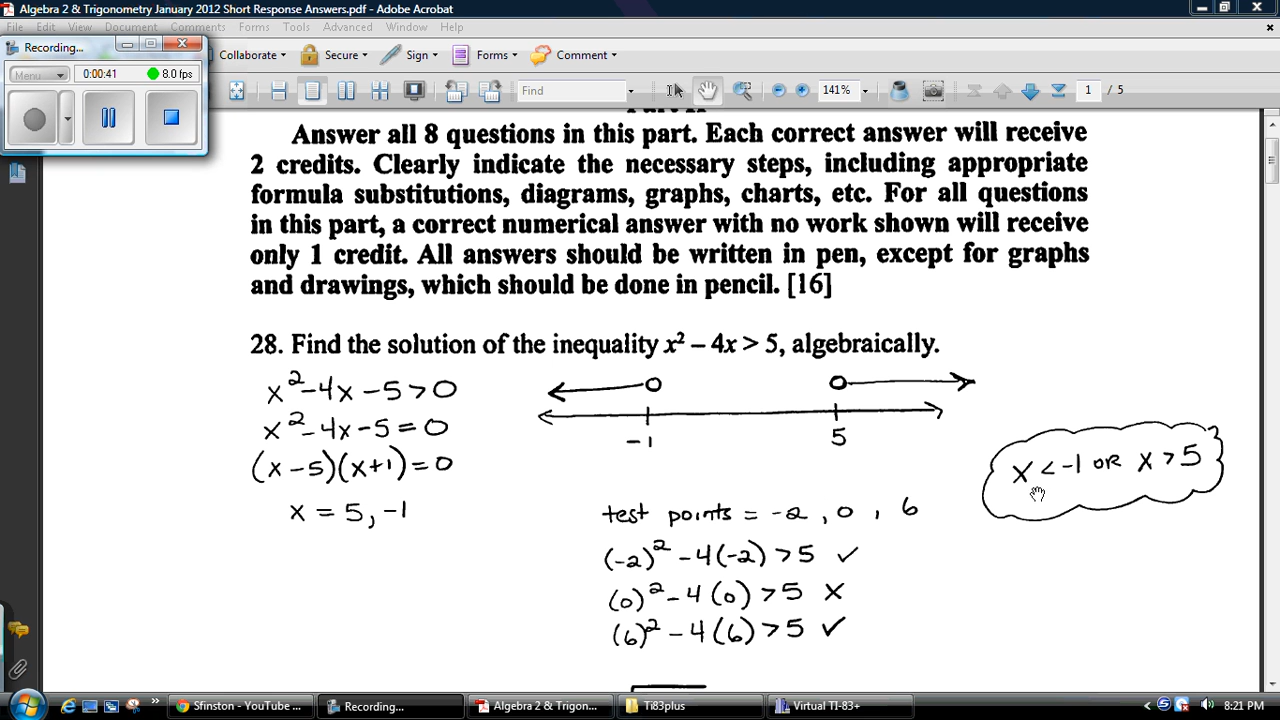 Algebra 2 & Trigonometry January 2012 Short Response Answers.pdf - Adobe Acrobat
File Edit View Document Comments Forms Tools Advanced Window Help
Recording...
Menu 0:00:41 8.0 fps
Collaborate Secure Sign Forms Comment
Find 141% 1 / 5
Answer all 8 questions in this part. Each correct answer will receive
2 credits. Clearly indicate the necessary steps, including appropriate
formula substitutions, diagrams, graphs, charts, etc. For all questions
in this part, a correct numerical answer with no work shown will receive
only 1 credit. All answers should be written in pen, except for graphs
and drawings, which should be done in pencil. [16]
28. Find the solution of the inequality x² – 4x > 5, algebraically.
x²-4x-5>0
x²-4x-5=0
(x-5)(x+1)=0
x = 5, -1
-1 5
x < -1 OR x > 5
test points = -2, 0, 6
(-2)² - 4(-2) > 5 ✓
(0)² - 4(0) > 5 x
(6)² - 4(6) > 5 ✓
Sfinston - YouTube ... Recording... Algebra 2 & Trigon... Ti83plus Virtual TI-83+ 8:21 PM